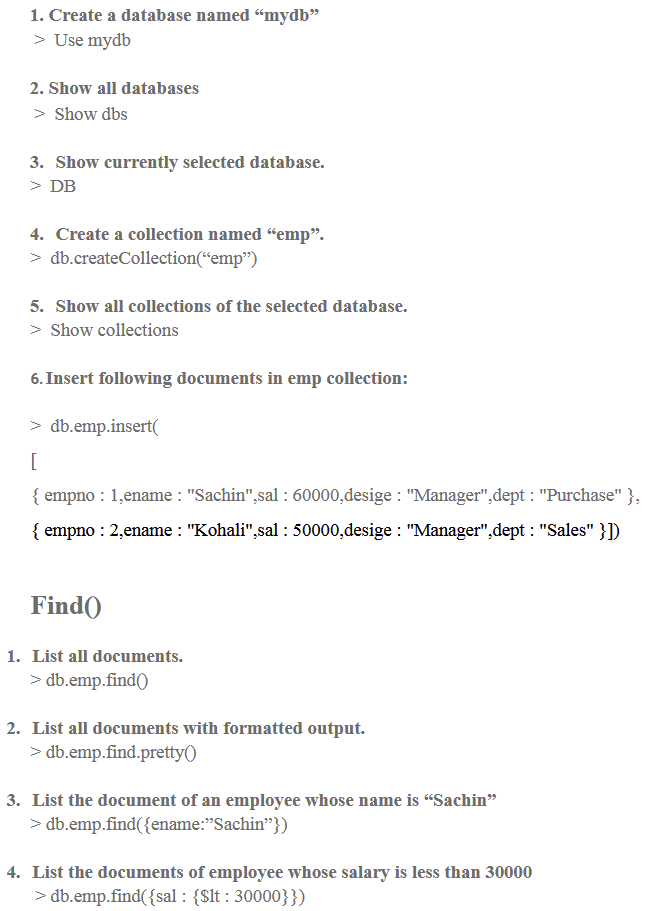 1. Create a database named “mydb”
> Use mydb
2. Show all databases
> Show dbs
3. Show currently selected database.
> DB
4. Create a collection named “emp”.
> db.createCollection(“emp”)
5. Show all collections of the selected database.
> Show collections
6. Insert following documents in emp collection:
> db.emp.insert(
[
{ empno : 1,ename : "Sachin",sal : 60000,desige : "Manager",dept : "Purchase" },
{ empno : 2,ename : "Kohali",sal : 50000,desige : "Manager",dept : "Sales" }])
Find()
1. List all documents.
> db.emp.find()
2. List all documents with formatted output.
> db.emp.find.pretty()
3. List the document of an employee whose name is “Sachin”
> db.emp.find({ename:”Sachin”})
4. List the documents of employee whose salary is less than 30000
> db.emp.find({sal : {$lt : 30000}})